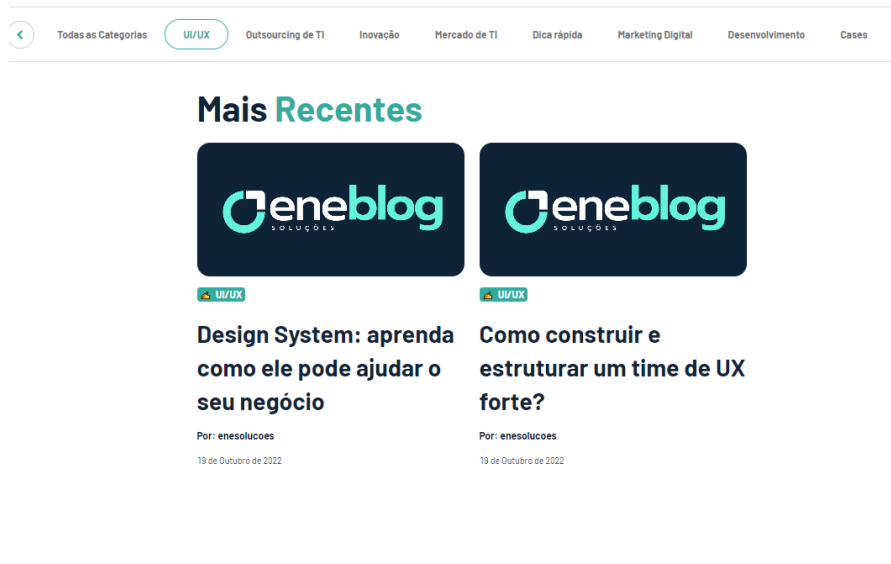 Todas as Categorias UI/UX Outsourcing de TI Inovação Mercado de TI Dica rápida Marketing Digital Desenvolvimento Cases
Mais Recentes
eneblog
SOLUÇÕES
UI/UX
Design System: aprenda
como ele pode ajudar o
seu negócio
Por: enesolucoes
19 de Outubro de 2022
eneblog
SOLUÇÕES
UI/UX
Como construir e
estruturar um time de UX
forte?
Por: enesolucoes
19 de Outubro de 2022